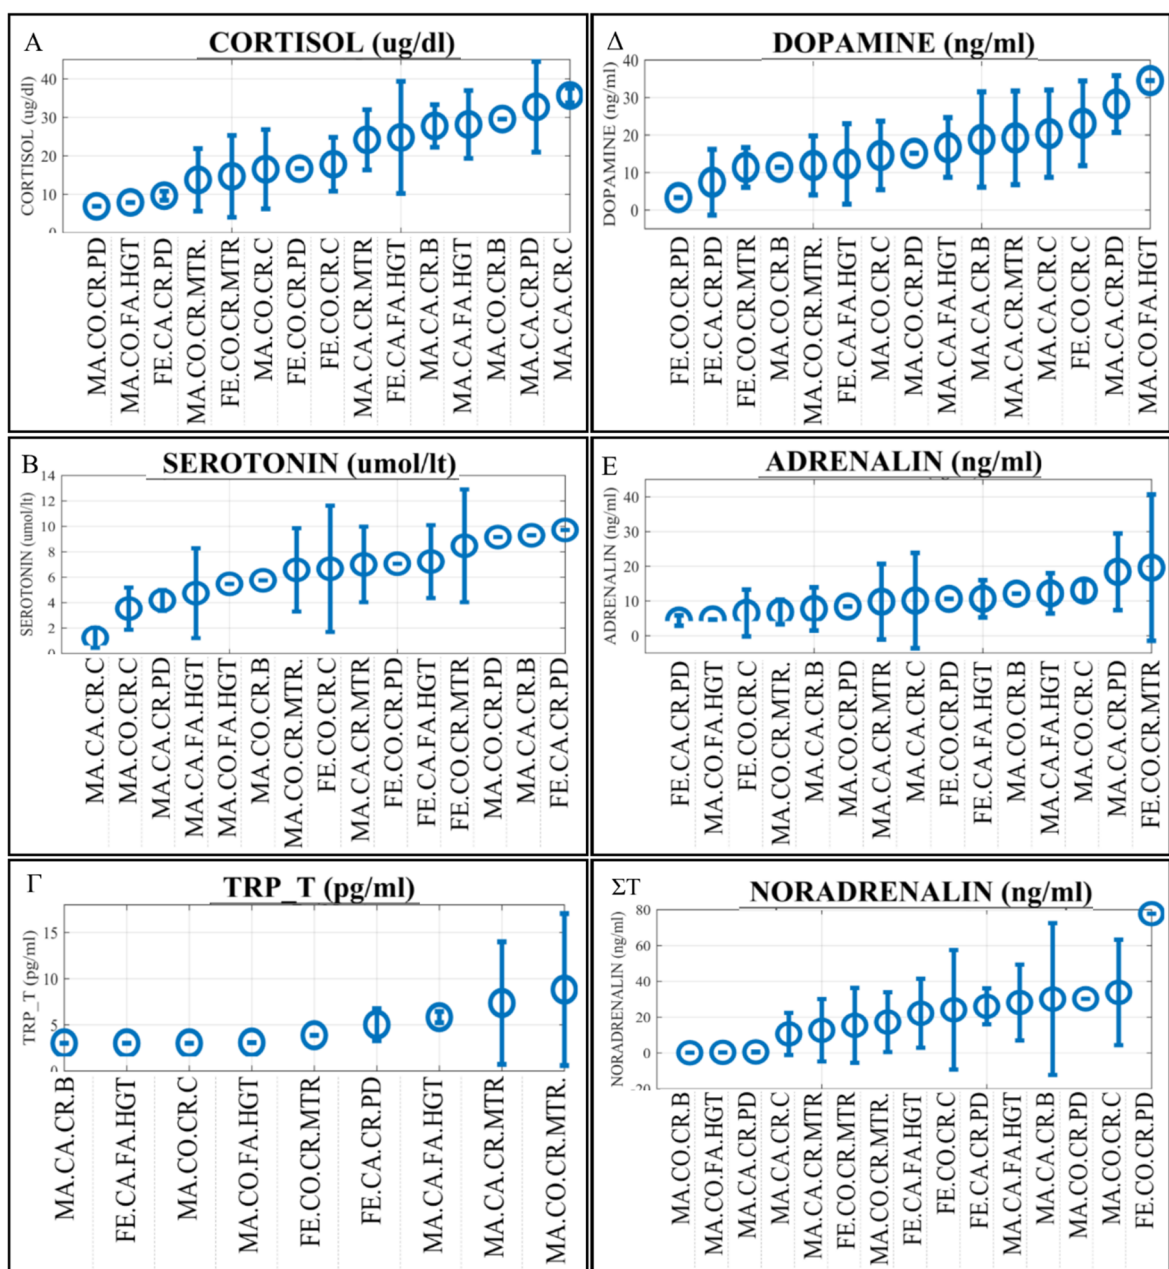 A
CORTISOL (ug/dl)
CORTISOL (ug/dl)
40
30
20
10
0
MA.CO.CR.PD
MA.CO.FA.HGT
FE.CA.CR.PD
MA.CO.CR.MTR.
FE.CO.CR.MTR
MA.CO.CR.C
FE.CO.CR.PD
FE.CO.CR.C
MA.CA.CR.MTR
FE.CA.FA.HGT
MA.CA.CR.B
MA.CA.FA.HGT
MA.CO.CR.B
MA.CA.CR.PD
MA.CA.CR.C
Δ
DOPAMINE (ng/ml)
DOPAMINE (ng/ml)
40
30
20
10
0
FE.CO.CR.PD
FE.CA.CR.PD
FE.CO.CR.MTR
MA.CO.CR.B
MA.CO.CR.MTR.
FE.CA.FA.HGT
MA.CO.CR.C
MA.CO.CR.PD
MA.CA.FA.HGT
MA.CA.CR.B
MA.CA.CR.MTR
MA.CA.CR.C
FE.CO.CR.C
MA.CA.CR.PD
MA.CO.FA.HGT
B
SEROTONIN (umol/lt)
SEROTONIN (umol/lt)
14
12
10
8
6
4
2
0
MA.CA.CR.C
MA.CO.CR.C
MA.CA.CR.PD
MA.CA.FA.HGT
MA.CO.FA.HGT
MA.CO.CR.B
MA.CO.CR.MTR.
FE.CO.CR.C
MA.CA.CR.MTR
FE.CO.CR.PD
FE.CA.FA.HGT
FE.CO.CR.MTR
MA.CO.CR.PD
MA.CA.CR.B
FE.CA.CR.PD
E
ADRENALIN (ng/ml)
ADRENALIN (ng/ml)
40
30
20
10
0
FE.CA.CR.PD
MA.CO.FA.HGT
FE.CO.CR.C
MA.CO.CR.MTR.
MA.CA.CR.B
MA.CO.CR.PD
MA.CA.CR.MTR
MA.CA.CR.C
FE.CO.CR.PD
FE.CA.FA.HGT
MA.CO.CR.B
MA.CA.FA.HGT
MA.CO.CR.C
MA.CA.CR.PD
FE.CO.CR.MTR
Γ
TRP_T (pg/ml)
TRP_T (pg/ml)
15
10
5
0
MA.CA.CR.B
FE.CA.FA.HGT
MA.CO.CR.C
MA.CO.FA.HGT
FE.CO.CR.MTR
FE.CA.CR.PD
MA.CA.FA.HGT
MA.CA.CR.MTR
MA.CO.CR.MTR.
ΣΤ
NORADRENALIN (ng/ml)
NORADRENALIN (ng/ml)
80
60
40
20
0
-20
MA.CO.CR.B
MA.CO.FA.HGT
MA.CA.CR.PD
MA.CA.CR.C
MA.CA.CR.MTR
FE.CO.CR.MTR
MA.CO.CR.MTR.
FE.CA.FA.HGT
FE.CO.CR.C
FE.CA.CR.PD
MA.CA.FA.HGT
MA.CA.CR.B
MA.CO.CR.PD
MA.CO.CR.C
FE.CO.CR.PD